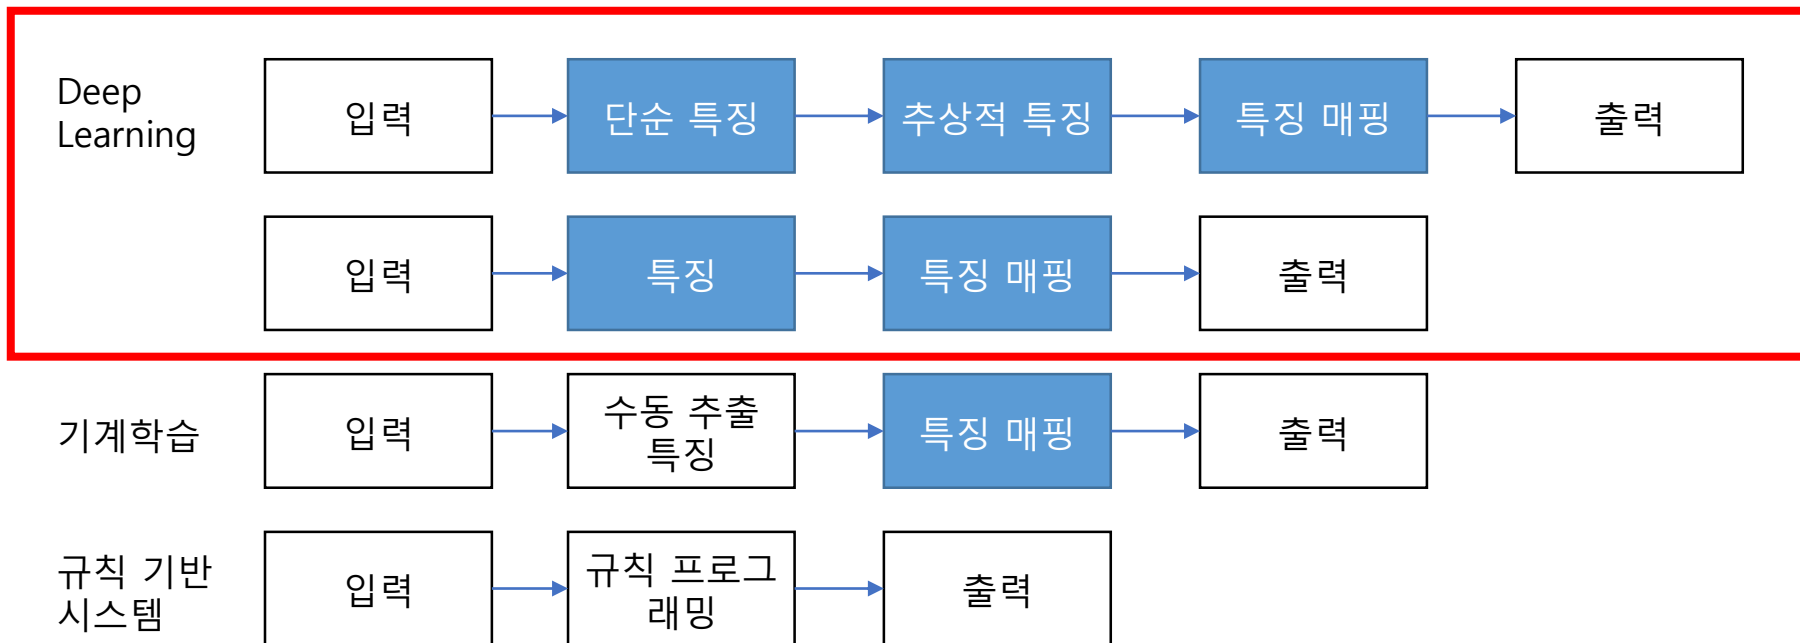 Deep
Learning
입력
단순 특징
추상적 특징
특징 매핑
출력
입력
특징
특징 매핑
출력
기계학습
입력
수동 추출
특징
특징 매핑
출력
규칙 기반
시스템
입력
규칙 프로그
래밍
출력